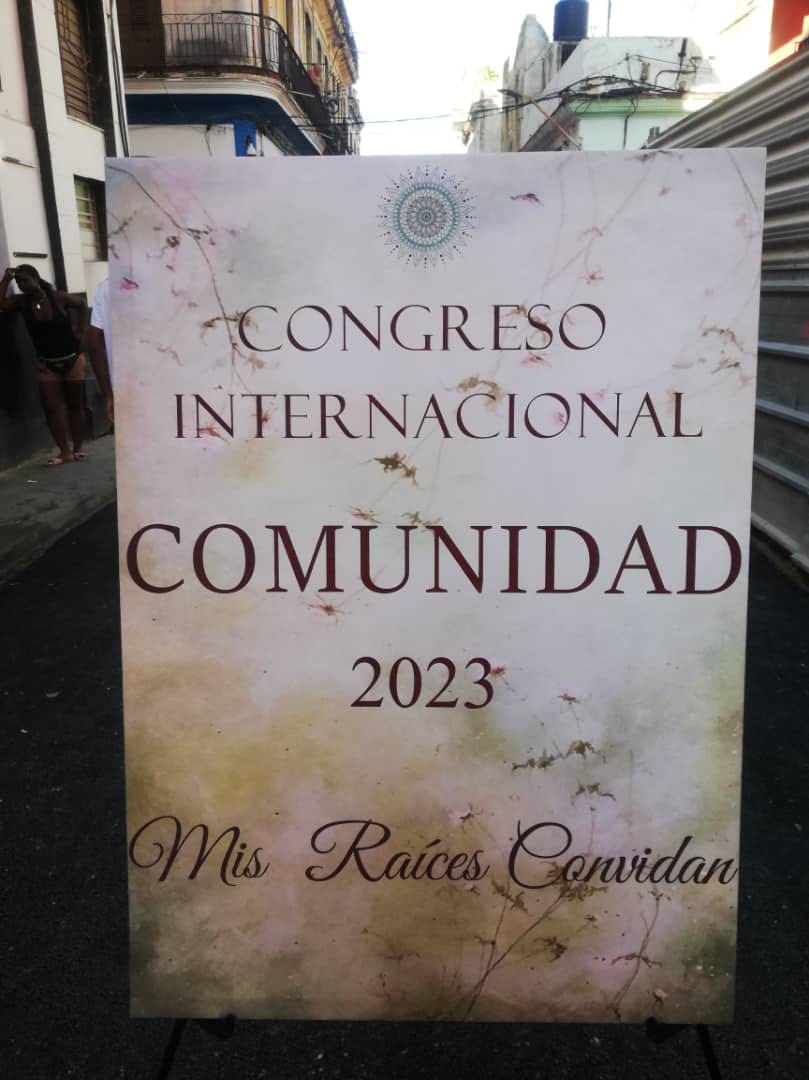 CONGRESO
INTERNACIONAL
COMUNIDAD
2023
Mis Raíces Convidan